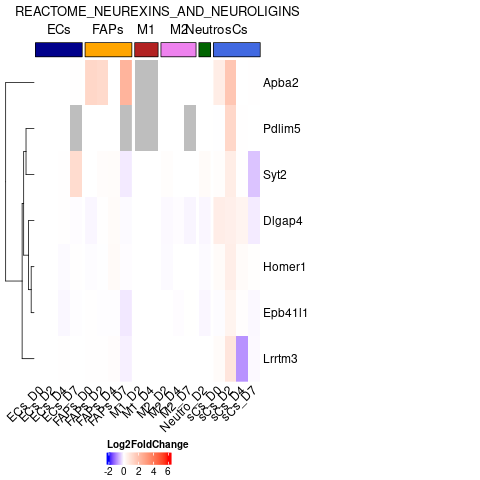 REACTOME_NEUREXINS_AND_NEUROLIGINS
ECs FAPs M1 M2 Neutro sCs
Apba2
Pdlim5
Syt2
Dlgap4
Homer1
Epb41l1
Lrrtm3
ECs_D0 ECs_D2 ECs_D4 ECs_D7 FAPs_D0 FAPs_D2 FAPs_D4 FAPs_D7 M1_D2 M1_D4 M2_D2 M2_D4 M2_D7 Neutro_D2 sCs_D0 sCs_D2 sCs_D4 sCs_D7
Log2FoldChange
-2 0 2 4 6